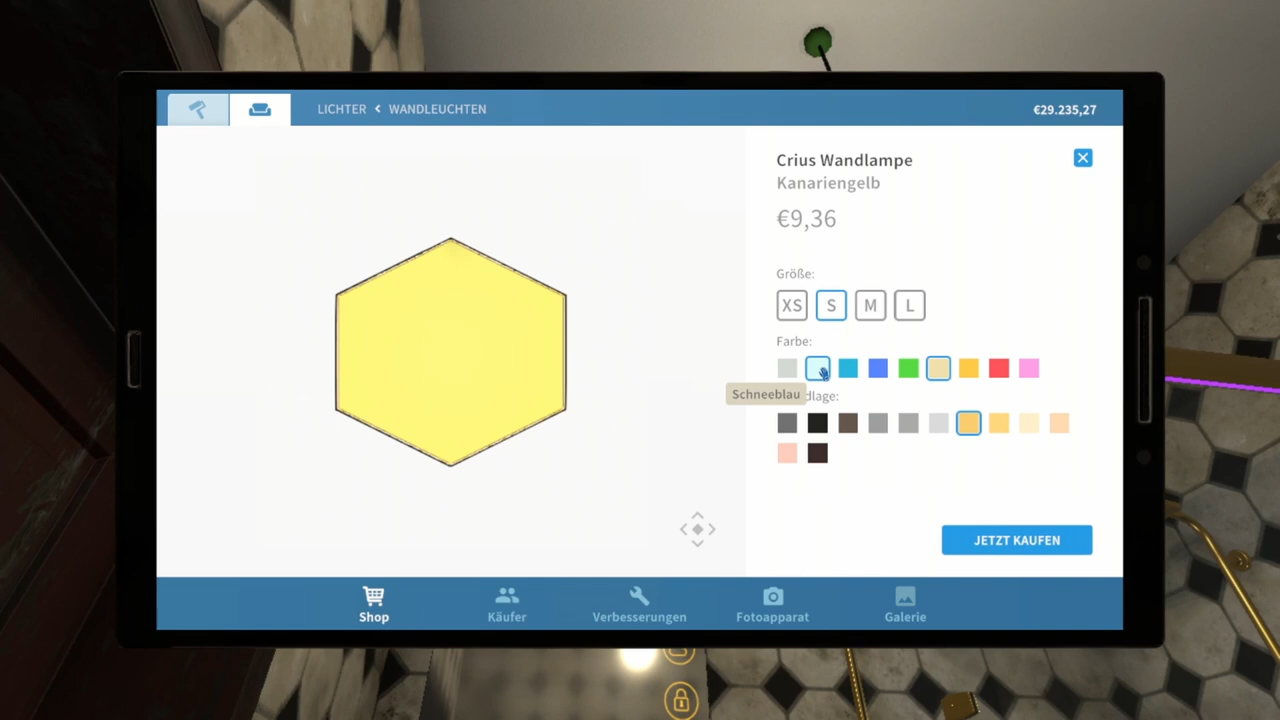 LICHTER < WANDLEUCHTEN
€29.235,27
Crius Wandlampe
Kanariengelb
€9,36
Größe:
XS S M L
Farbe:
Schneeblau
dlage:
JETZT KAUFEN
Shop Käufer Verbesserungen Fotoapparat Galerie